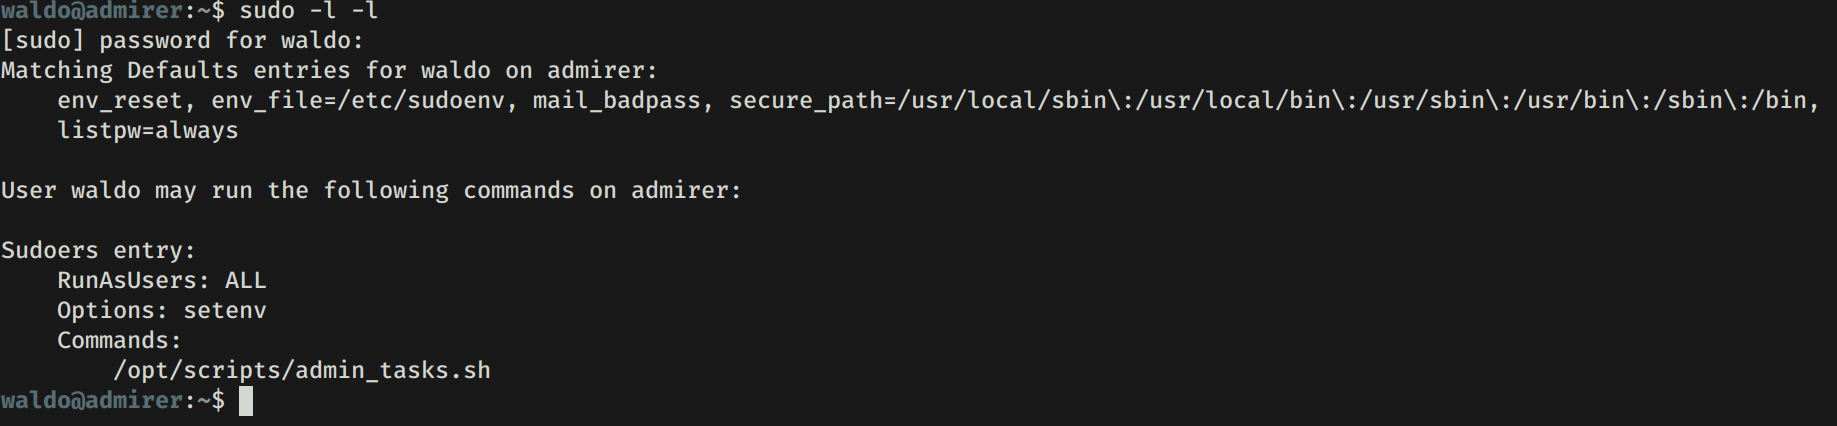 waldo@admirer:~$ sudo -l -l
[sudo] password for waldo:
Matching Defaults entries for waldo on admirer:
    env_reset, env_file=/etc/sudoenv, mail_badpass, secure_path=/usr/local/sbin\:/usr/local/bin\:/usr/sbin\:/usr/bin\:/sbin\:/bin,
    listpw=always

User waldo may run the following commands on admirer:

Sudoers entry:
    RunAsUsers: ALL
    Options: setenv
    Commands:
        /opt/scripts/admin_tasks.sh
waldo@admirer:~$